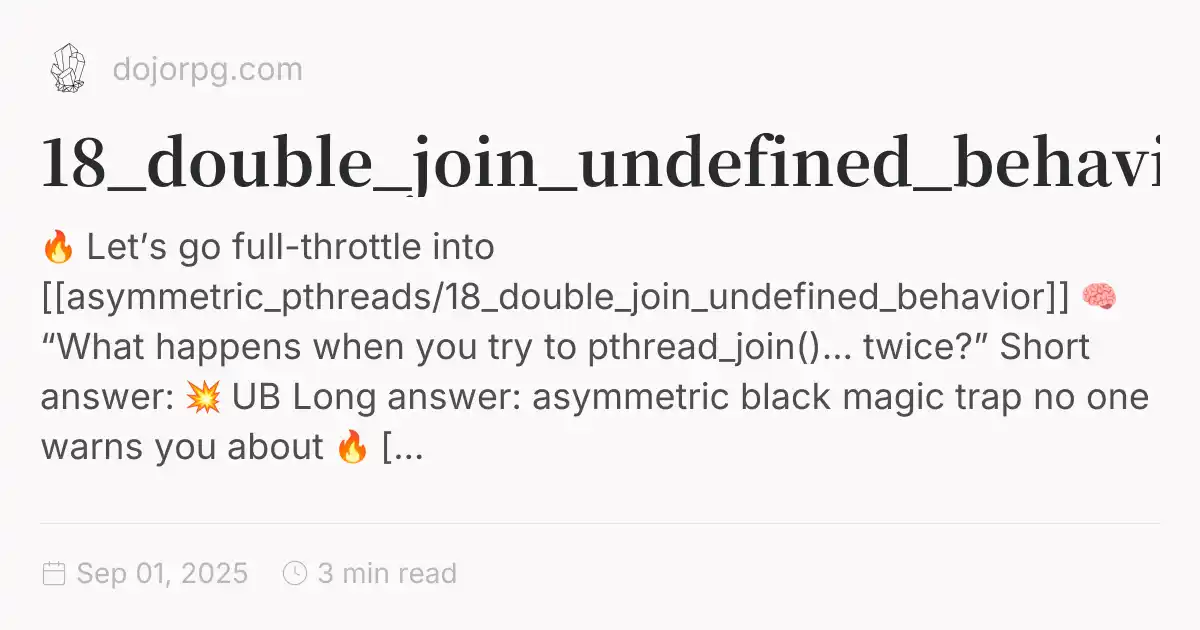 dojorpg.com
18_double_join_undefined_behavi
🔥 Let’s go full-throttle into
[[asymmetric_pthreads/18_double_join_undefined_behavior]] 🧠
“What happens when you try to pthread_join()… twice?” Short
answer: 💥 UB Long answer: asymmetric black magic trap no one
warns you about 🔥 [...
Sep 01, 2025 3 min read